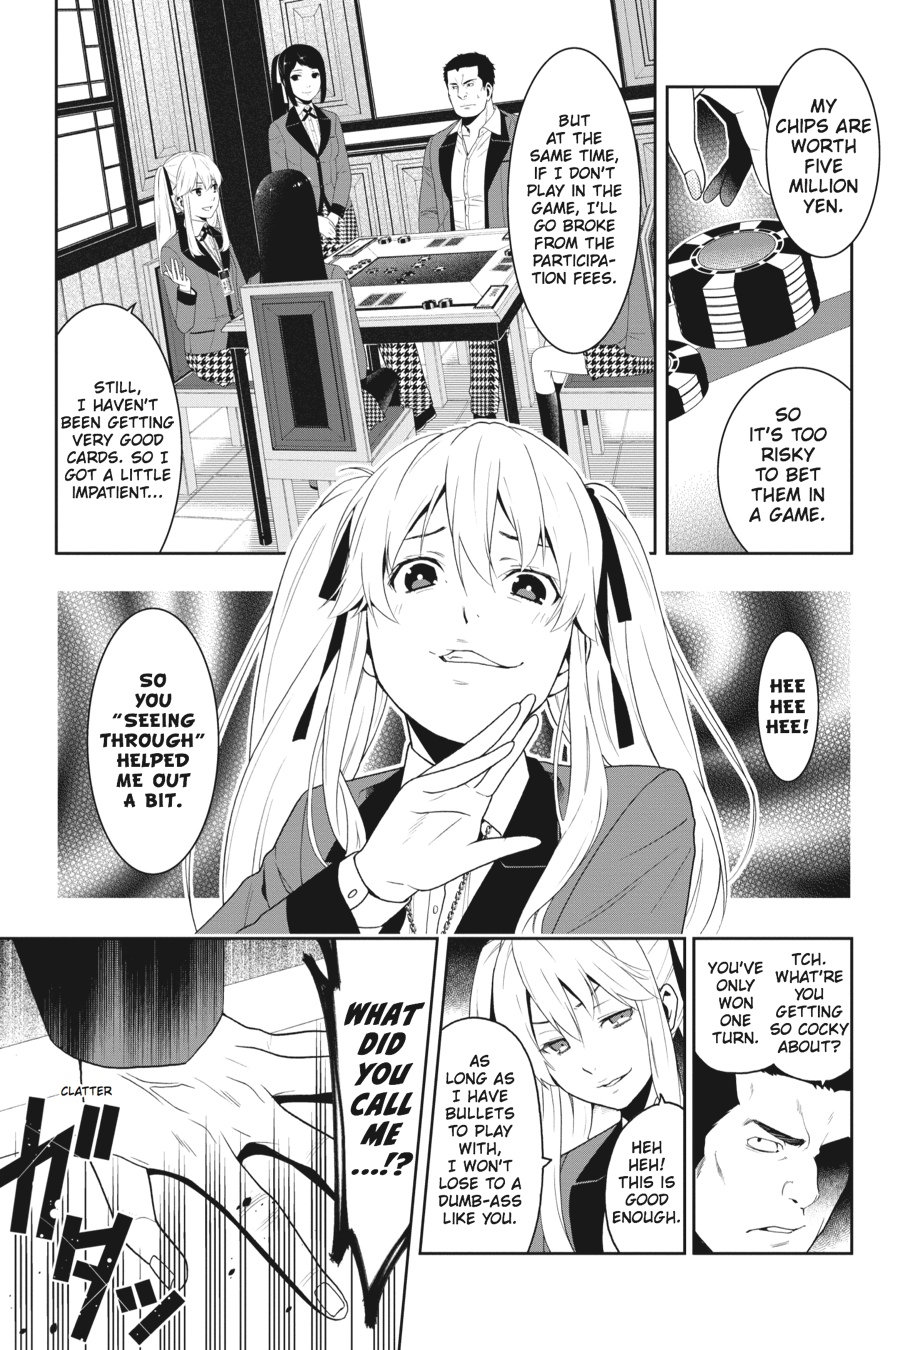 MY
CHIPS ARE
WORTH
FIVE
MILLION
YEN.
SO
IT'S TOO
RISKY
TO BET
THEM IN
A GAME.
BUT
AT THE
SAME TIME,
IF I DON'T
PLAY IN THE
GAME, I'LL
GO BROKE
FROM THE
PARTICIPA-
TION FEES.
STILL,
I HAVEN'T
BEEN GETTING
VERY GOOD
CARDS. SO I
GOT A LITTLE
IMPATIENT...
HEE
HEE
HEE!
SO
YOU
"SEEING
THROUGH"
HELPED
ME OUT
A BIT.
TCH.
WHAT'RE
YOU
GETTING
SO COCKY
ABOUT?
YOU'VE
ONLY
WON
ONE
TURN.
HEH
HEH!
THIS IS
GOOD
ENOUGH.
AS
LONG AS
I HAVE
BULLETS
TO PLAY
WITH,
I WON'T
LOSE TO A
DUMB-ASS
LIKE YOU.
WHAT
DID
YOU
CALL
ME
....!?
CLATTER
ガタッ